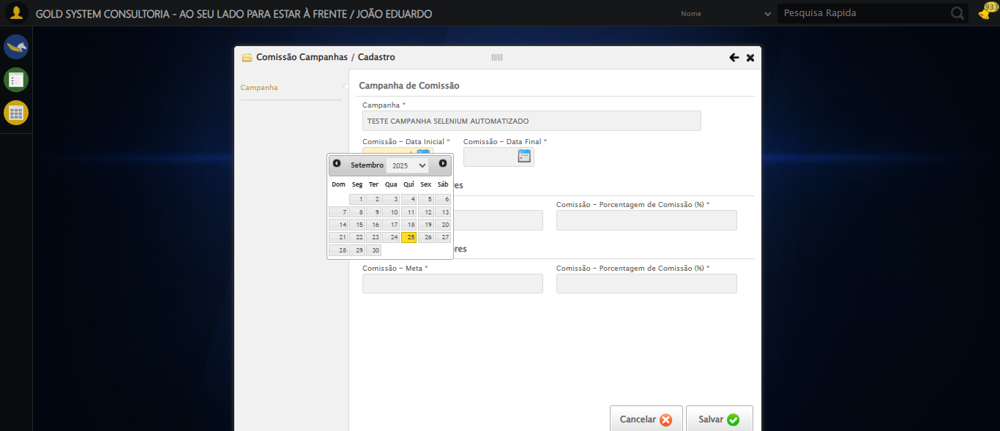 GOLD SYSTEM CONSULTORIA - AO SEU LADO PARA ESTAR À FRENTE / JOÃO EDUARDO
Nome
Pesquisa Rapida
933
Comissão Campanhas / Cadastro
Campanha
Campanha de Comissão
Campanha *
TESTE CAMPANHA SELENIUM AUTOMATIZADO
Comissão - Data Inicial * Comissão - Data Final *
Setembro 2025
Dom Seg Ter Qua Qui Sex Sáb
1 2 3 4 5 6
7 8 9 10 11 12 13
14 15 16 17 18 19 20
21 22 23 24 25 26 27
28 29 30
Comissão - Porcentagem de Comissão (%) *
Comissão - Meta * Comissão - Porcentagem de Comissão (%) *
Cancelar Salvar